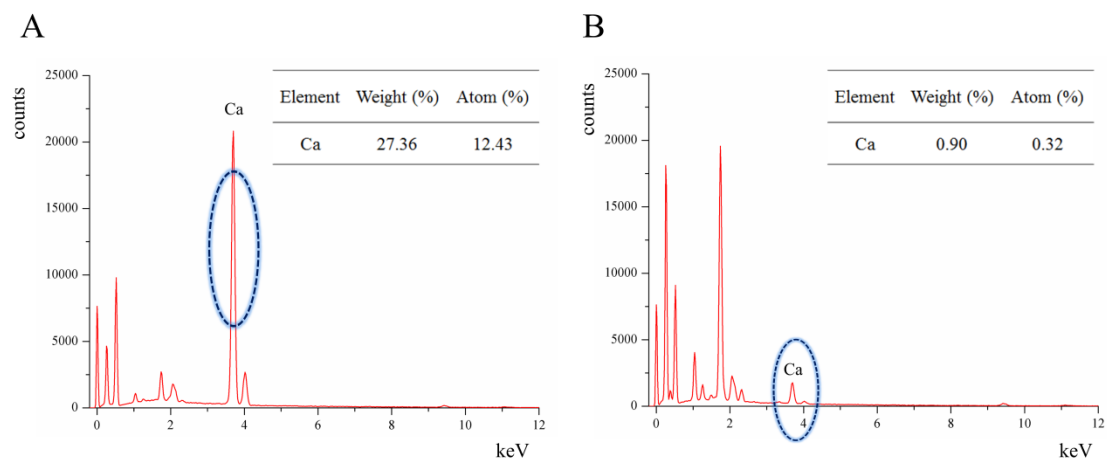 A
counts
25000
20000
15000
10000
5000
0
Ca
Element Weight (%) Atom (%)
Ca 27.36 12.43
0 2 4 6 8 10 12
keV
B
counts
25000
20000
15000
10000
5000
0
Element Weight (%) Atom (%)
Ca 0.90 0.32
Ca
0 2 4 6 8 10 12
keV